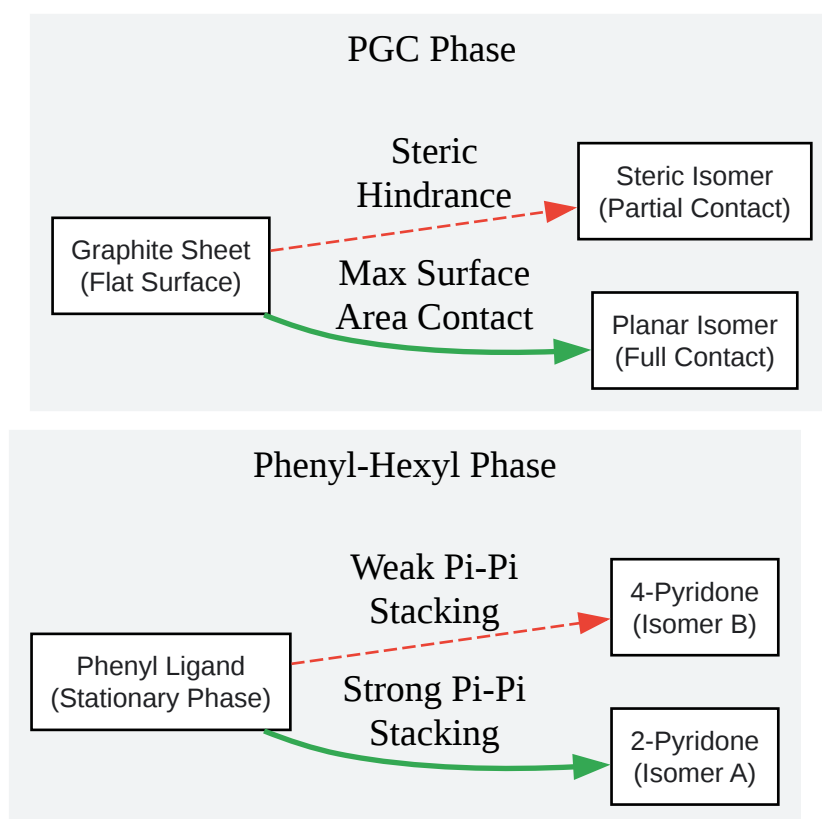 PGC Phase
Steric
Hindrance
Steric Isomer
(Partial Contact)
Graphite Sheet
(Flat Surface)
Max Surface
Area Contact
Planar Isomer
(Full Contact)
Phenyl-Hexyl Phase
Weak Pi-Pi
Stacking
4-Pyridone
(Isomer B)
Phenyl Ligand
(Stationary Phase)
Strong Pi-Pi
Stacking
2-Pyridone
(Isomer A)